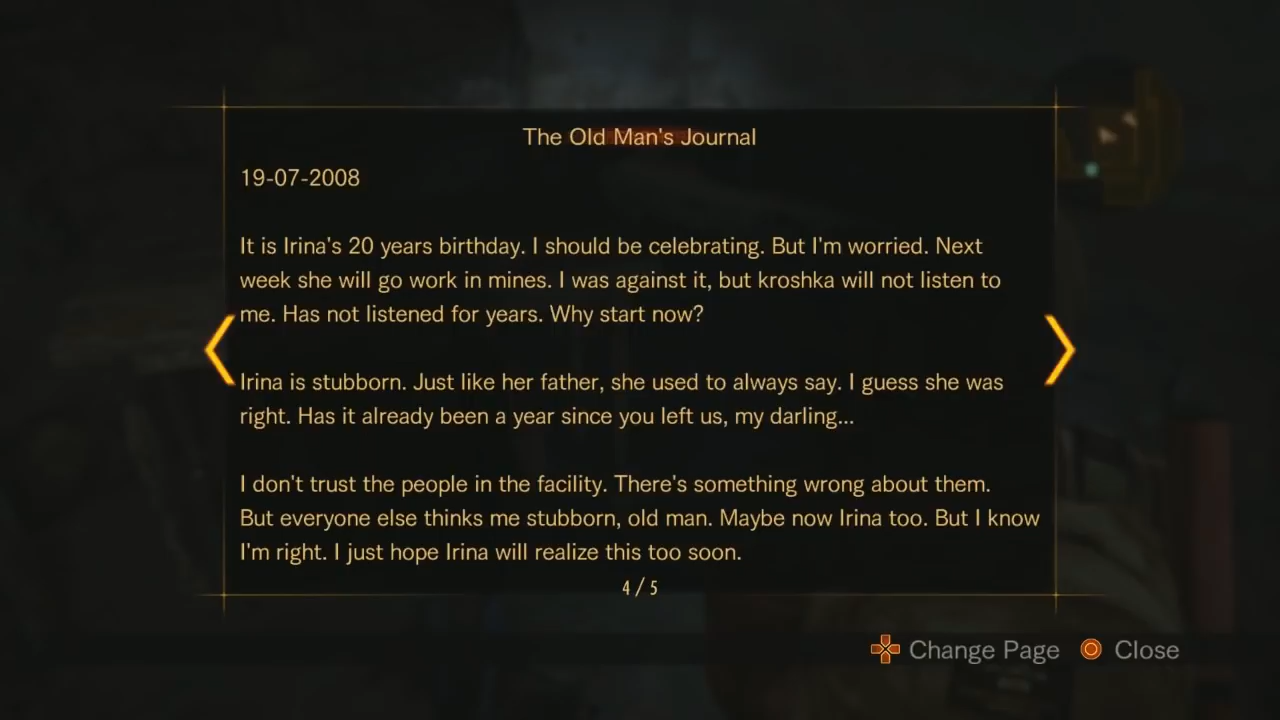 The Old Man's Journal
19-07-2008
It is Irina's 20 years birthday. I should be celebrating. But I'm worried. Next
week she will go work in mines. I was against it, but kroshka will not listen to
me. Has not listened for years. Why start now?
Irina is stubborn. Just like her father, she used to always say. I guess she was
right. Has it already been a year since you left us, my darling...
I don't trust the people in the facility. There's something wrong about them.
But everyone else thinks me stubborn, old man. Maybe now Irina too. But I know
I'm right. I just hope Irina will realize this too soon.
4 / 5
Change Page Close